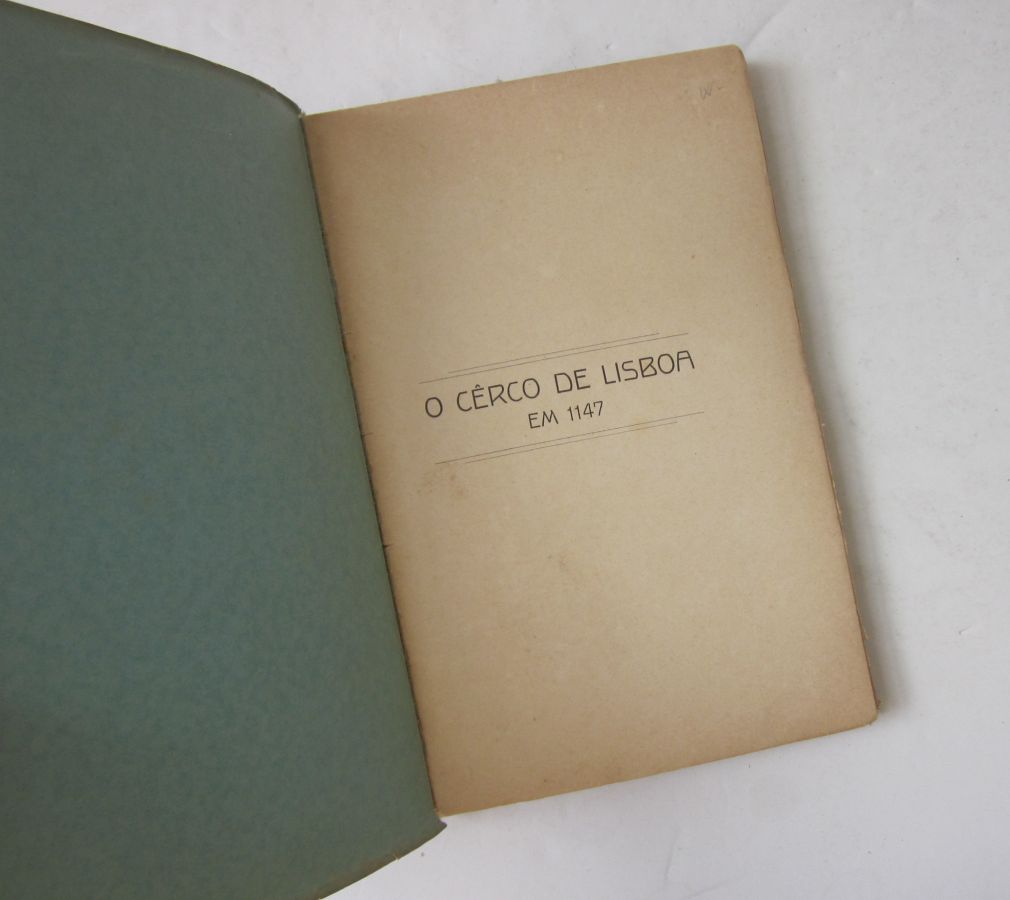 O CÊRCO DE LISBOA
EM 1147